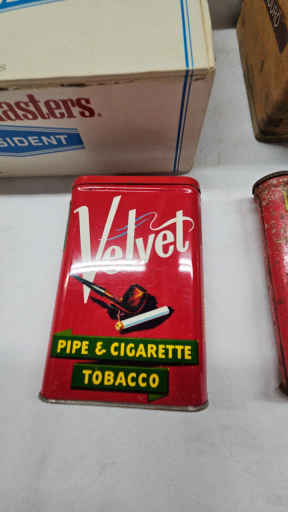 asters.
SIDENT
Velvet
PIPE & CIGARETTE
TOBACCO